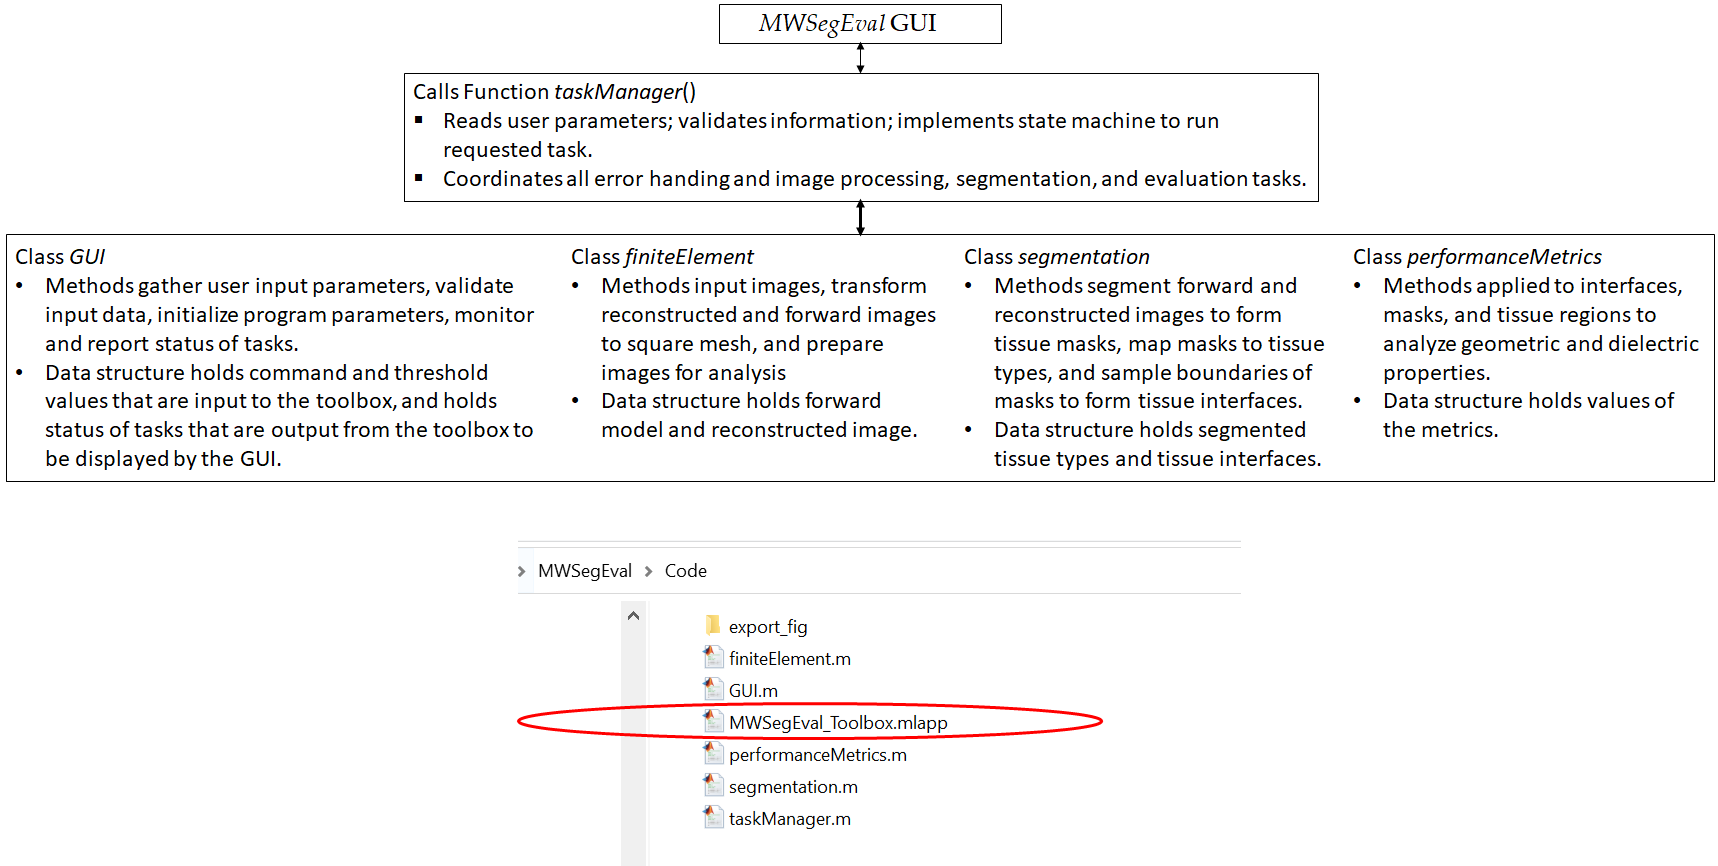 MWSegEval GUI
Calls Function taskManager()
▪ Reads user parameters; validates information; implements state machine to run
requested task.
▪ Coordinates all error handing and image processing, segmentation, and evaluation tasks.
Class GUI
• Methods gather user input parameters, validate
input data, initialize program parameters, monitor
and report status of tasks.
• Data structure holds command and threshold
values that are input to the toolbox, and holds
status of tasks that are output from the toolbox to
be displayed by the GUI.
Class finiteElement
• Methods input images, transform
reconstructed and forward images
to square mesh, and prepare
images for analysis
• Data structure holds forward
model and reconstructed image.
Class segmentation
• Methods segment forward and
reconstructed images to form
tissue masks, map masks to tissue
types, and sample boundaries of
masks to form tissue interfaces.
• Data structure holds segmented
tissue types and tissue interfaces.
Class performanceMetrics
• Methods applied to interfaces,
masks, and tissue regions to
analyze geometric and dielectric
properties.
• Data structure holds values of
the metrics.
MWSegEval > Code
export_fig
finiteElement.m
GUI.m
MWSegEval_Toolbox.mlapp
performanceMetrics.m
segmentation.m
taskManager.m